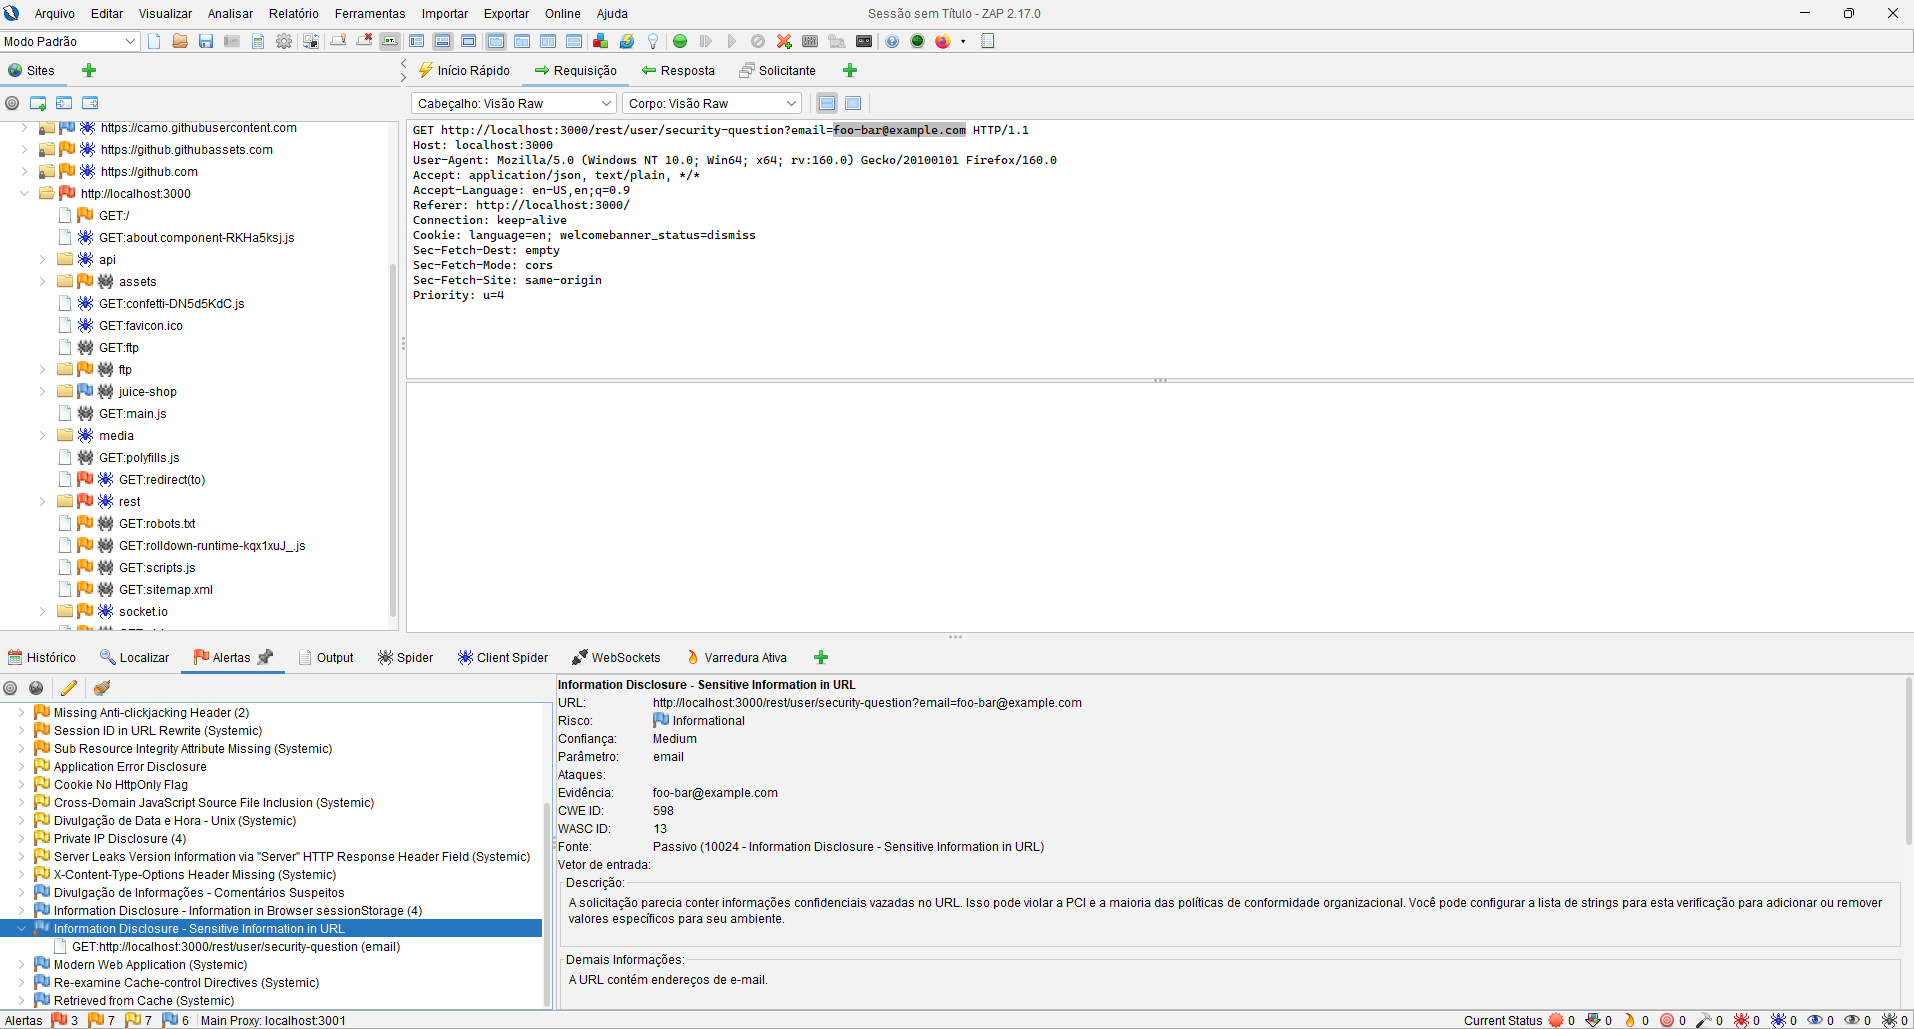 Arquivo Editar Visualizar Analisar Relatório Ferramentas Importar Exportar Online Ajuda
Sessão sem Título - ZAP 2.17.0
Modo Padrão
Sites
Início Rápido Requisição Resposta Solicitante
Cabeçalho: Visão Raw Corpo: Visão Raw
https://camo.githubusercontent.com
https://github.githubassets.com
https://github.com
http://localhost:3000
GET:/
GET:about.component-RKHa5ksj.js
api
assets
GET:confetti-DN5d5KdC.js
GET:favicon.ico
GET:ftp
ftp
juice-shop
GET:main.js
media
GET:polyfills.js
GET:redirect(to)
rest
GET:robots.txt
GET:rolldown-runtime-kqx1xuJ_.js
GET:scripts.js
GET:sitemap.xml
socket.io
GET http://localhost:3000/rest/user/security-question?email=foo-bar@example.com HTTP/1.1
Host: localhost:3000
User-Agent: Mozilla/5.0 (Windows NT 10.0; Win64; x64; rv:160.0) Gecko/20100101 Firefox/160.0
Accept: application/json, text/plain, */*
Accept-Language: en-US,en;q=0.9
Referer: http://localhost:3000/
Connection: keep-alive
Cookie: language=en; welcomebanner_status=dismiss
Sec-Fetch-Dest: empty
Sec-Fetch-Mode: cors
Sec-Fetch-Site: same-origin
Priority: u=4
Histórico Localizar Alertas Output Spider Client Spider WebSockets Varredura Ativa
Missing Anti-clickjacking Header (2)
Session ID in URL Rewrite (Systemic)
Sub Resource Integrity Attribute Missing (Systemic)
Application Error Disclosure
Cookie No HttpOnly Flag
Cross-Domain JavaScript Source File Inclusion (Systemic)
Divulgação de Data e Hora - Unix (Systemic)
Private IP Disclosure (4)
Server Leaks Version Information via "Server" HTTP Response Header Field (Systemic)
X-Content-Type-Options Header Missing (Systemic)
Divulgação de Informações - Comentários Suspeitos
Information Disclosure - Information in Browser sessionStorage (4)
Information Disclosure - Sensitive Information in URL
GET:http://localhost:3000/rest/user/security-question (email)
Modern Web Application (Systemic)
Re-examine Cache-control Directives (Systemic)
Retrieved from Cache (Systemic)
Information Disclosure - Sensitive Information in URL
URL: http://localhost:3000/rest/user/security-question?email=foo-bar@example.com
Risco: Informational
Confiança: Medium
Parâmetro: email
Ataques:
Evidência: foo-bar@example.com
CWE ID: 598
WASC ID: 13
Fonte: Passivo (10024 - Information Disclosure - Sensitive Information in URL)
Vetor de entrada:
Descrição:
A solicitação parecia conter informações confidenciais vazadas no URL. Isso pode violar a PCI e a maioria das políticas de conformidade organizacional. Você pode configurar a lista de strings para esta verificação para adicionar ou remover
valores específicos para seu ambiente.
Demais Informações:
A URL contém endereços de e-mail.
Alertas 3 7 7 6 Main Proxy: localhost:3001
Current Status 0 0 0 0 0 0 0 0 0 0